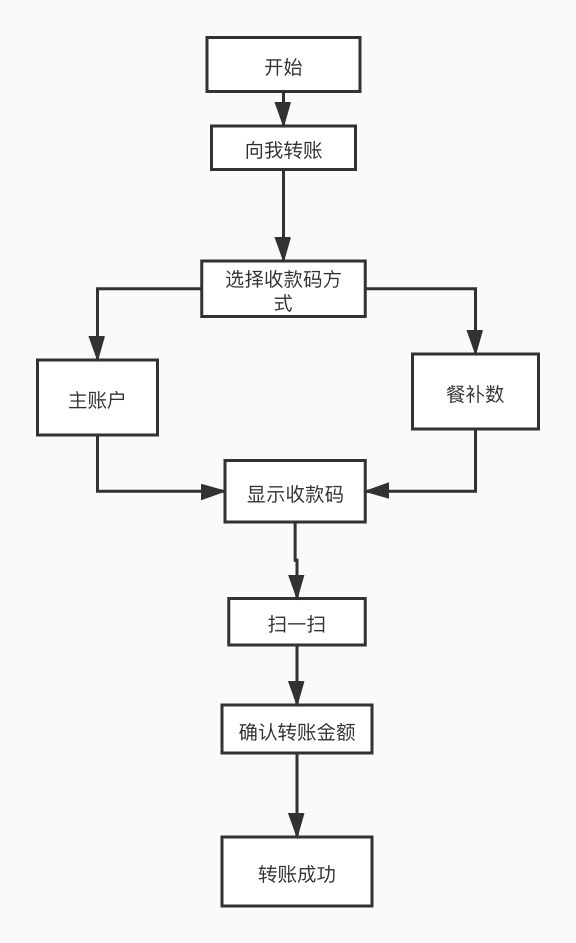 开始
向我转账
选择收款码方
式
主账户
餐补数
显示收款码
扫一扫
确认转账金额
转账成功